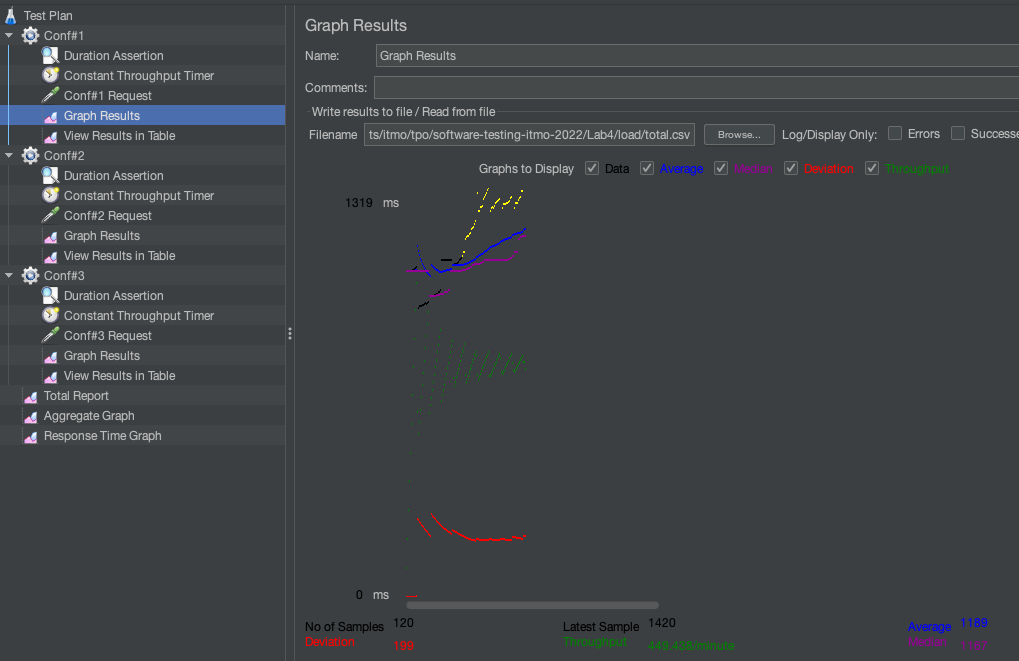 Test Plan
Conf#1
Duration Assertion
Constant Throughput Timer
Conf#1 Request
Graph Results
View Results in Table
Conf#2
Duration Assertion
Constant Throughput Timer
Conf#2 Request
Graph Results
View Results in Table
Conf#3
Duration Assertion
Constant Throughput Timer
Conf#3 Request
Graph Results
View Results in Table
Total Report
Aggregate Graph
Response Time Graph
Graph Results
Name: Graph Results
Comments:
Write results to file / Read from file
Filename ts/itmo/tpo/software-testing-itmo-2022/Lab4/load/total.csv Browse... Log/Display Only: Errors Successe
Graphs to Display Data Average Median Deviation Throughput
1319 ms
0 ms
No of Samples 120 Latest Sample 1420 Average 1189
Deviation 199 Throughput 449.438/minute Median